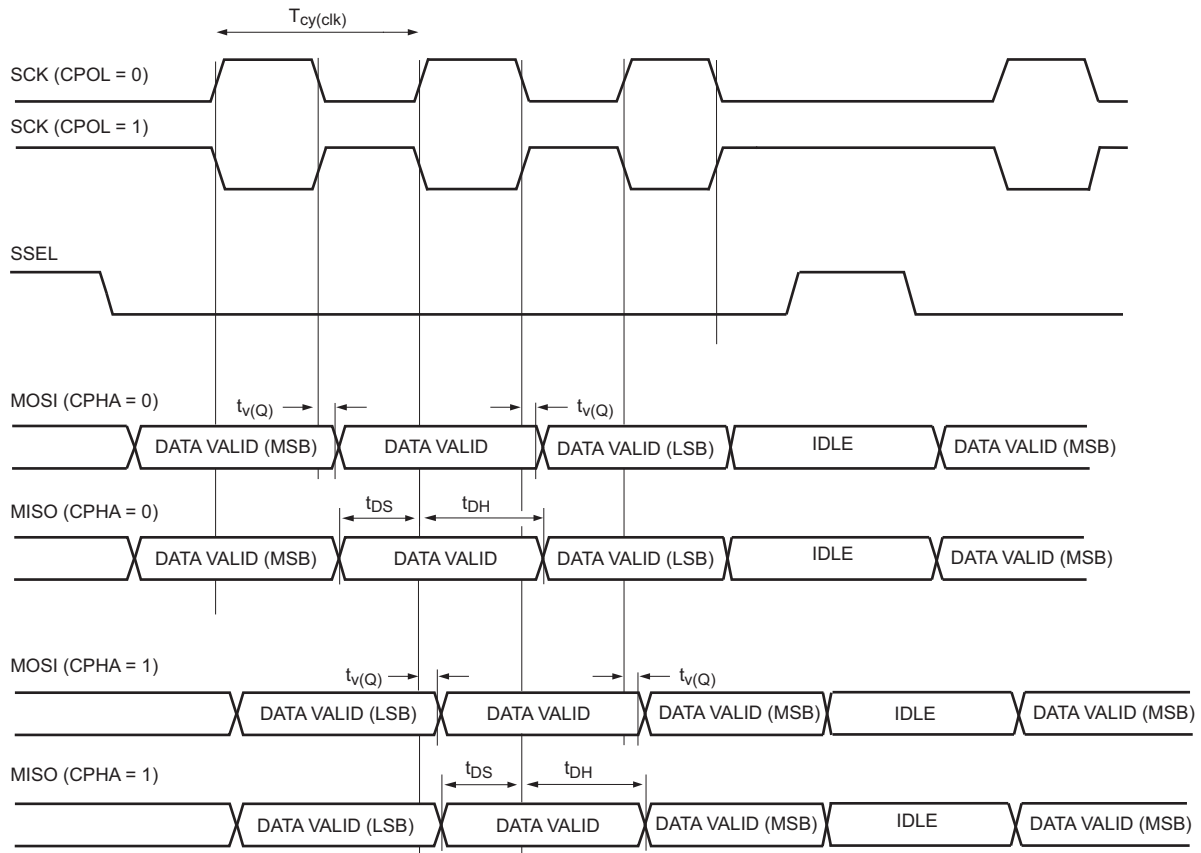 Tcy(clk)
SCK (CPOL = 0)
SCK (CPOL = 1)
SSEL
MOSI (CPHA = 0)
tv(Q) tv(Q)
DATA VALID (MSB) DATA VALID DATA VALID (LSB) IDLE DATA VALID (MSB)
MISO (CPHA = 0)
tDS tDH
DATA VALID (MSB) DATA VALID DATA VALID (LSB) IDLE DATA VALID (MSB)
MOSI (CPHA = 1)
tv(Q) tv(Q)
DATA VALID (LSB) DATA VALID DATA VALID (MSB) IDLE DATA VALID (MSB)
MISO (CPHA = 1)
tDS tDH
DATA VALID (LSB) DATA VALID DATA VALID (MSB) IDLE DATA VALID (MSB)